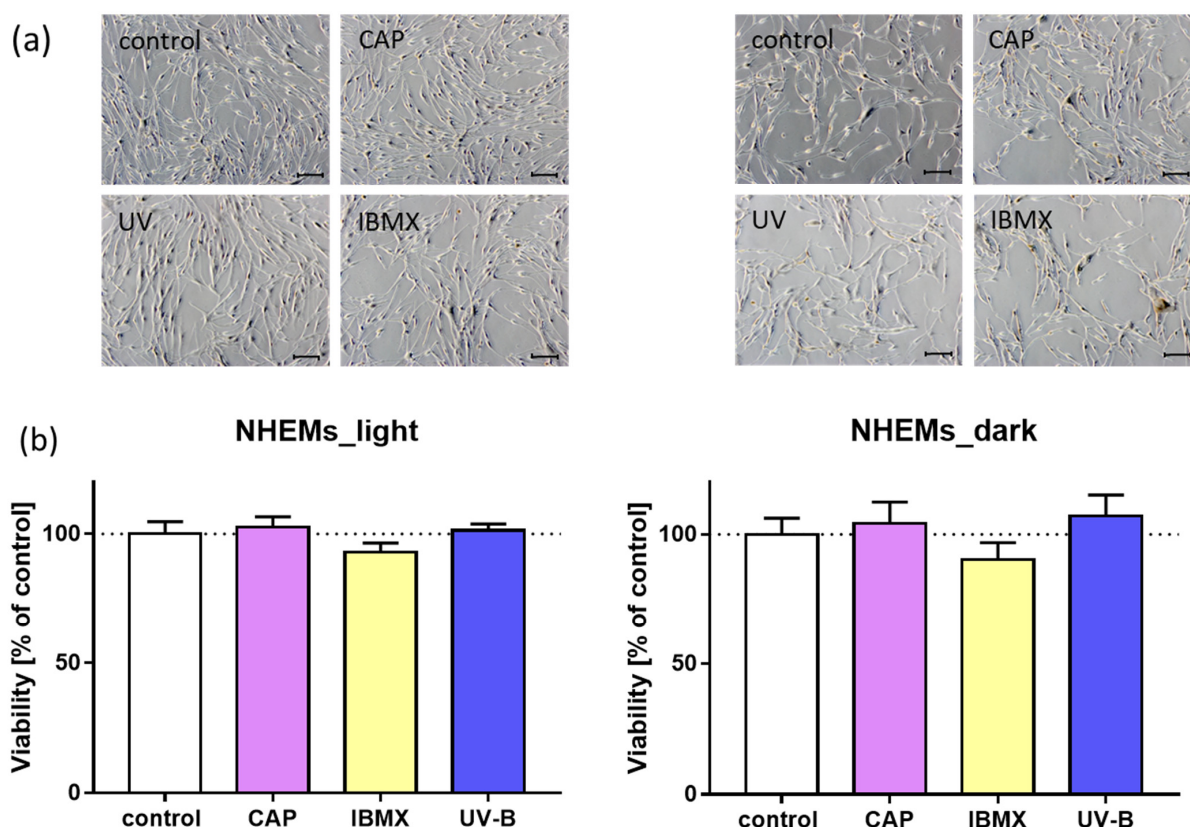 (a)
control CAP
UV IBMX
control CAP
UV IBMX
(b)
NHEMs_light
Viability [% of control]
100
50
0
control CAP IBMX UV-B
NHEMs_dark
Viability [% of control]
100
50
0
control CAP IBMX UV-B